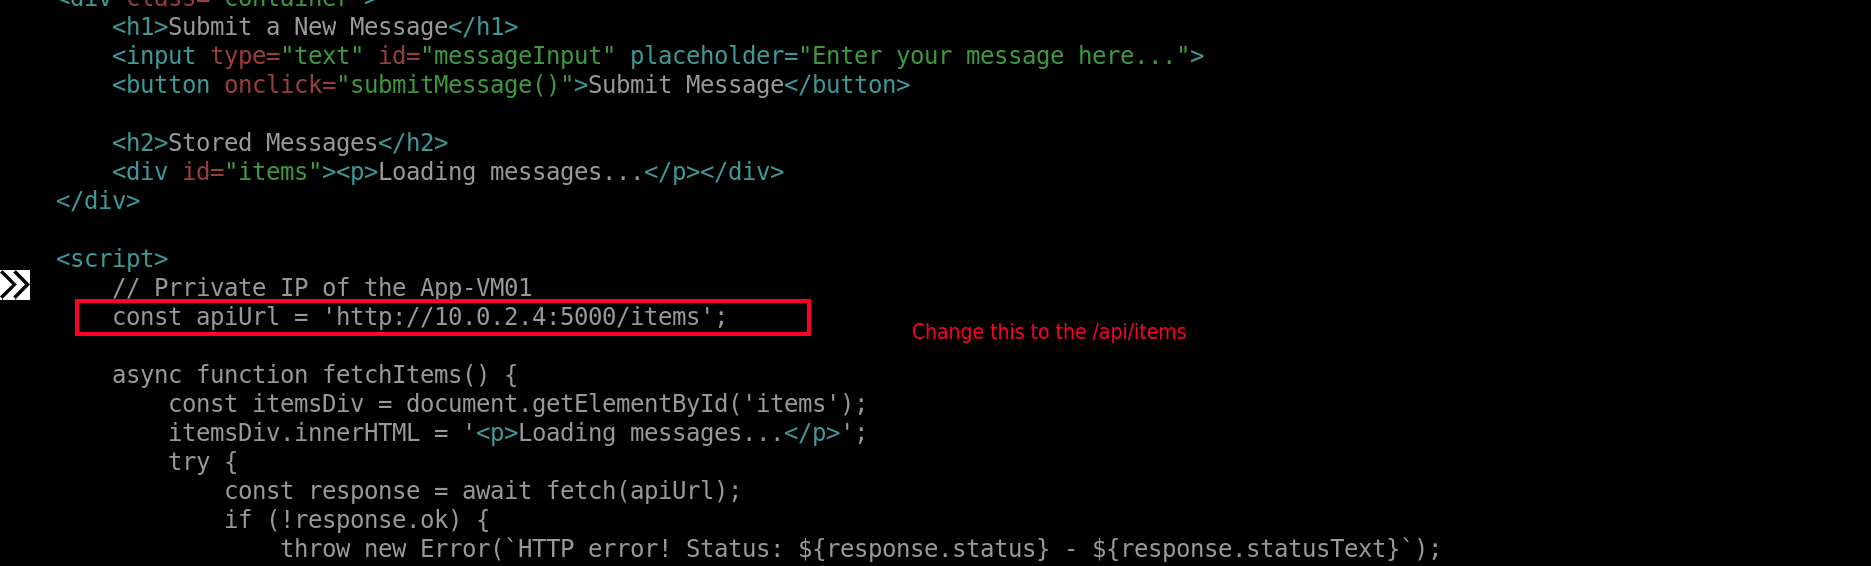 <div class="container">
<h1>Submit a New Message</h1>
<input type="text" id="messageInput" placeholder="Enter your message here...">
<button onclick="submitMessage()">Submit Message</button>
<h2>Stored Messages</h2>
<div id="items"><p>Loading messages...</p></div>
</div>
<script>
// Prrivate IP of the App-VM01
const apiUrl = 'http://10.0.2.4:5000/items';
Change this to the /api/items
async function fetchItems() {
const itemsDiv = document.getElementById('items');
itemsDiv.innerHTML = '<p>Loading messages...</p>';
try {
const response = await fetch(apiUrl);
if (!response.ok) {
throw new Error(`HTTP error! Status: ${response.status} - ${response.statusText}`);